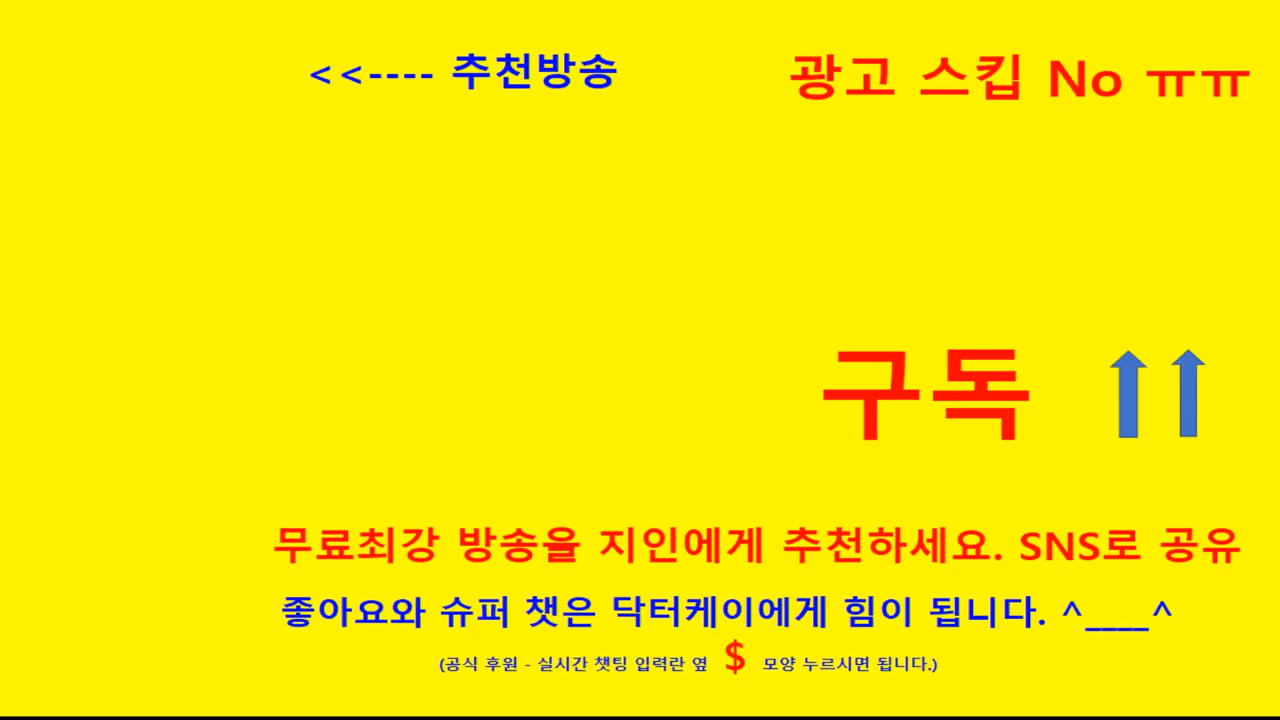 <<---- 추천방송
광고 스킵 No ㅠㅠ
구독
무료최강 방송을 지인에게 추천하세요. SNS로 공유
좋아요와 슈퍼 챗은 닥터케이에게 힘이 됩니다. ^____^
(공식 후원 - 실시간 챗팅 입력란 옆 $ 모양 누르시면 됩니다.)